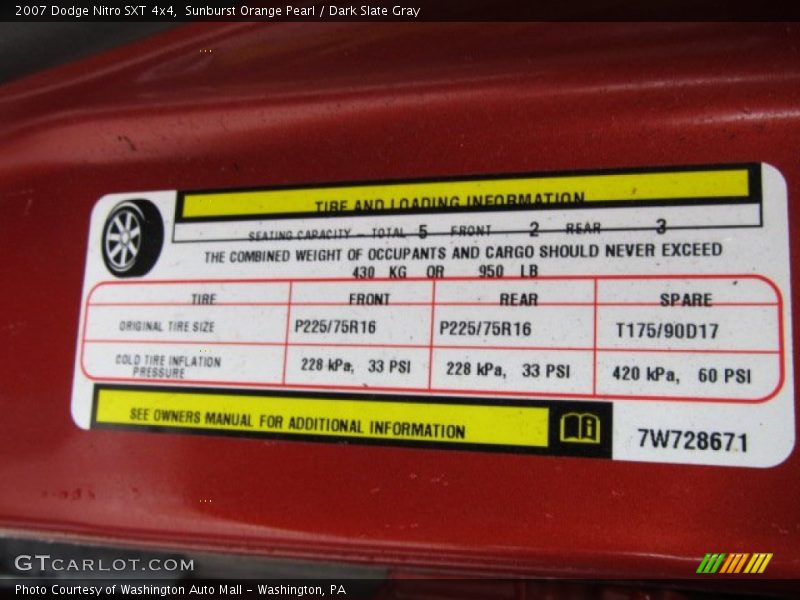 2007 Dodge Nitro SXT 4x4, Sunburst Orange Pearl / Dark Slate Gray
TIRE AND LOADING INFORMATION
SEATING CAPACITY – TOTAL 5 FRONT 2 REAR 3
THE COMBINED WEIGHT OF OCCUPANTS AND CARGO SHOULD NEVER EXCEED
430 KG OR 950 LB
TIRE FRONT REAR SPARE
ORIGINAL TIRE SIZE P225/75R16 P225/75R16 T175/90D17
COLD TIRE INFLATION
PRESSURE 228 kPa, 33 PSI 228 kPa, 33 PSI 420 kPa, 60 PSI
SEE OWNERS MANUAL FOR ADDITIONAL INFORMATION
7W728671
GTCARLOT.COM
Photo Courtesy of Washington Auto Mall – Washington, PA